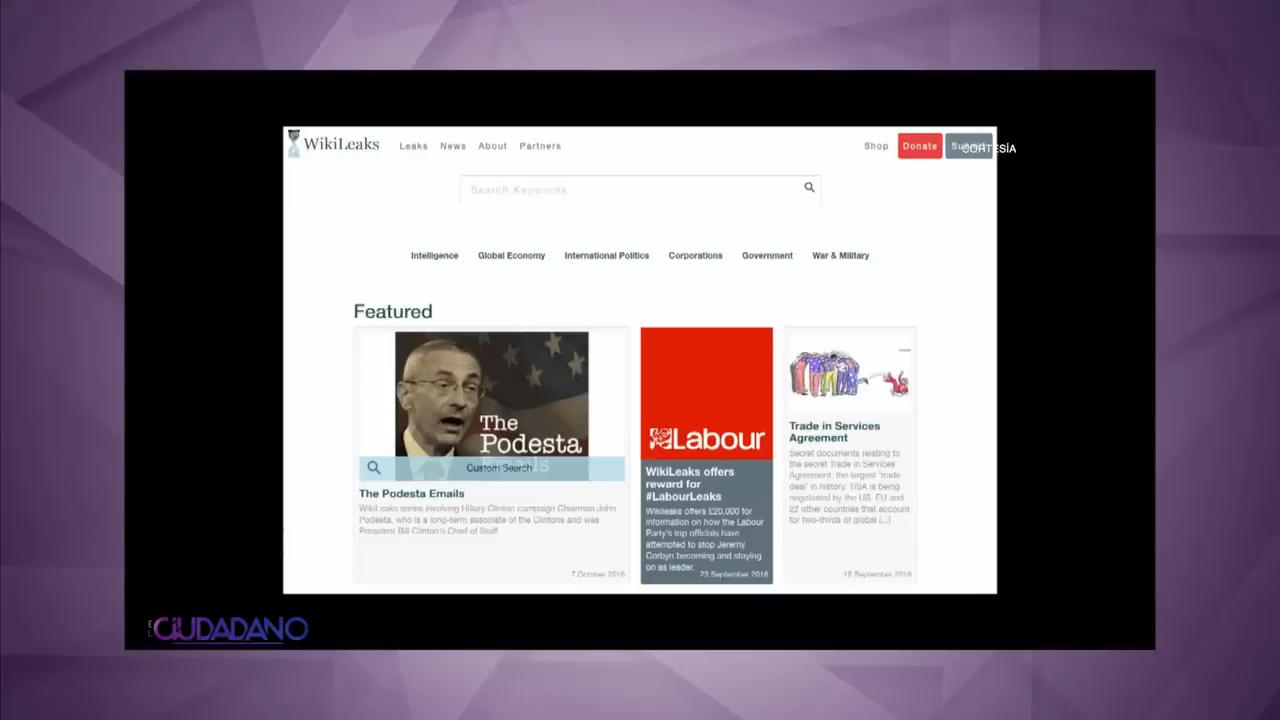 WikiLeaks
Leaks News About Partners
Shop Donate
CORTESÍA
Search Keywords
Intelligence Global Economy International Politics Corporations Government War & Military
Featured
The
Podesta
Emails
Custom Search
The Podesta Emails
WikiLeaks series involving Hillary Clinton campaign Chairman John
Podesta, who is a long-term associate of the Clintons and was
President Bill Clinton's Chief of Staff.
7 October 2016
Labour
WikiLeaks offers
reward for
#LabourLeaks
Wikileaks offers £20,000 for
information on how the Labour
Party's top officials have
attempted to stop Jeremy
Corbyn becoming and staying
on as leader.
23 September 2016
Trade in Services
Agreement
Secret documents relating to
the secret Trade in Services
Agreement, the largest "trade
deal" in history. TiSA is being
negotiated by the US, EU and
22 other countries that account
for two-thirds of global (...)
15 September 2016
EL CIUDADANO